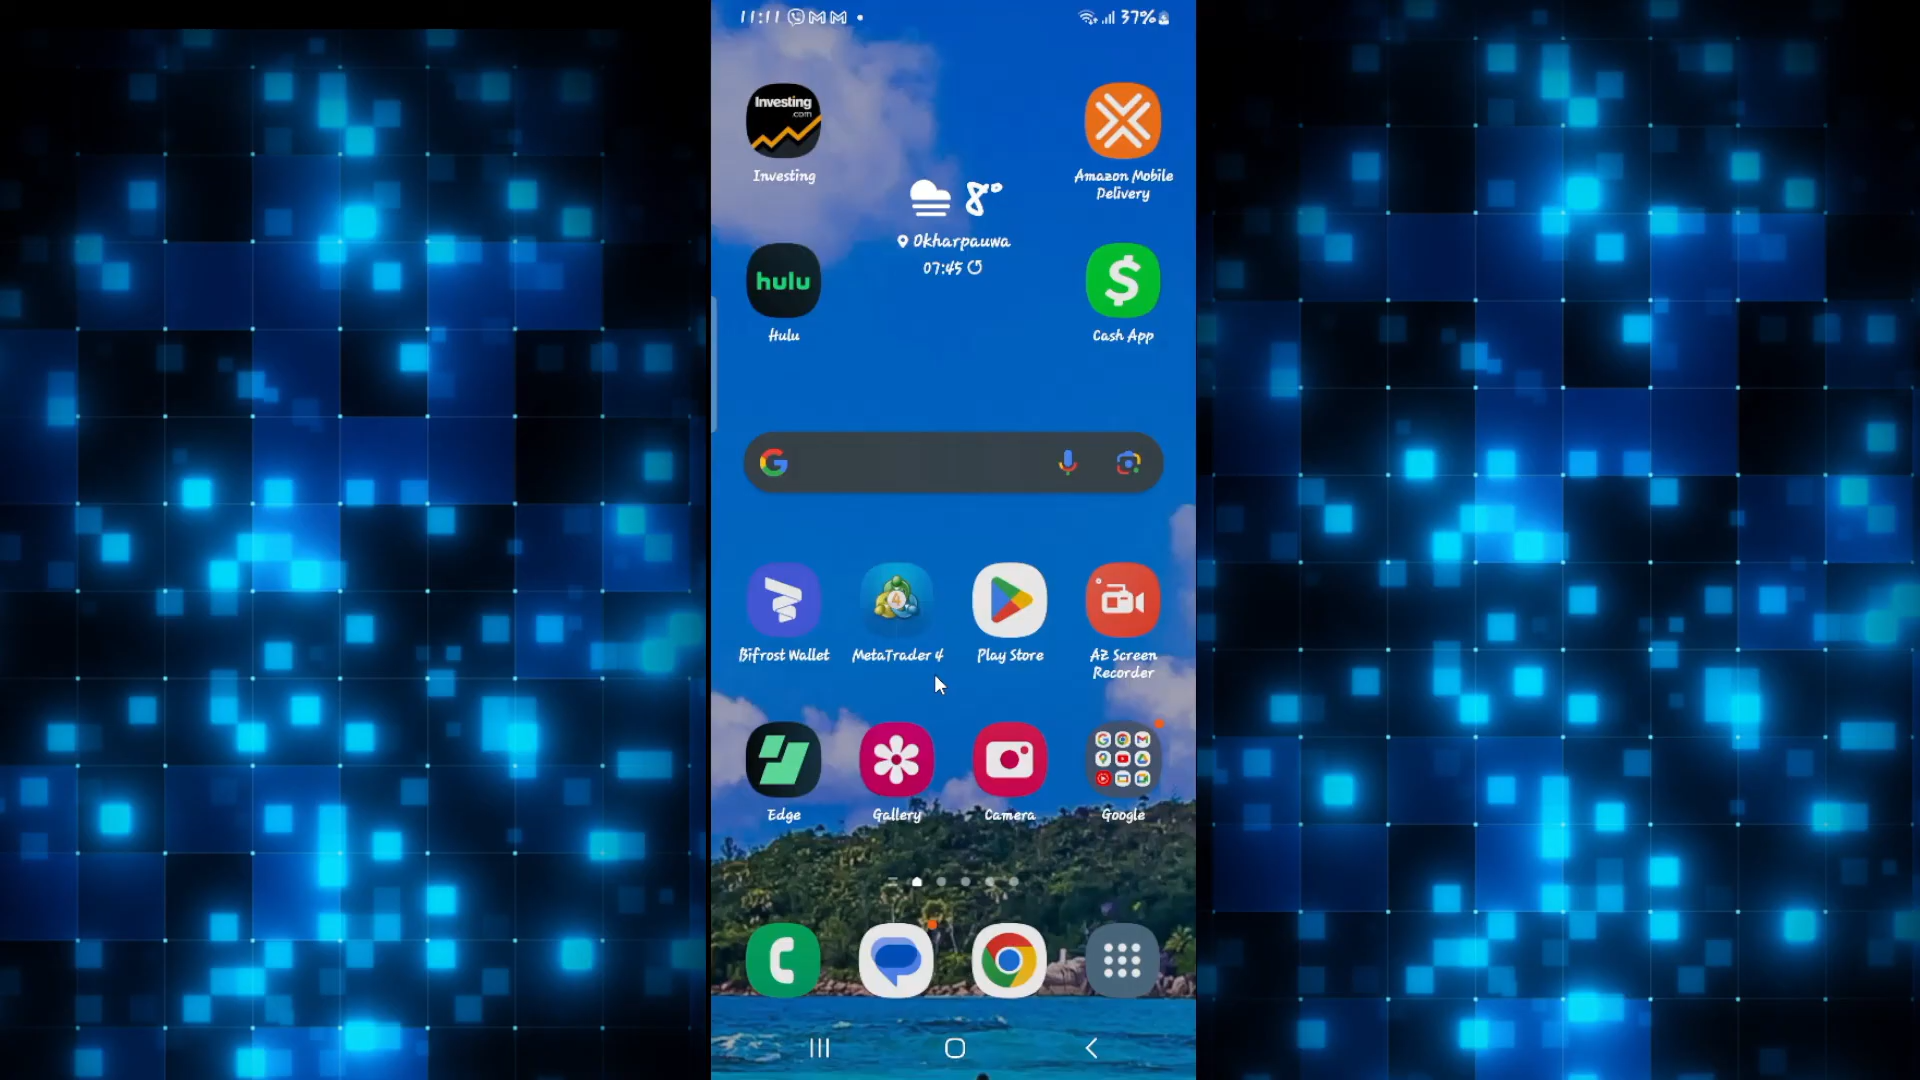 11:11
37%
Investing
.com
Investing
Amazon Mobile
Delivery
8°
Okharpauwa
07:45
hulu
Hulu
$
Cash App
G
4
Bifrost Wallet
MetaTrader 4
Play Store
AZ Screen
Recorder
Edge
Gallery
Camera
Google